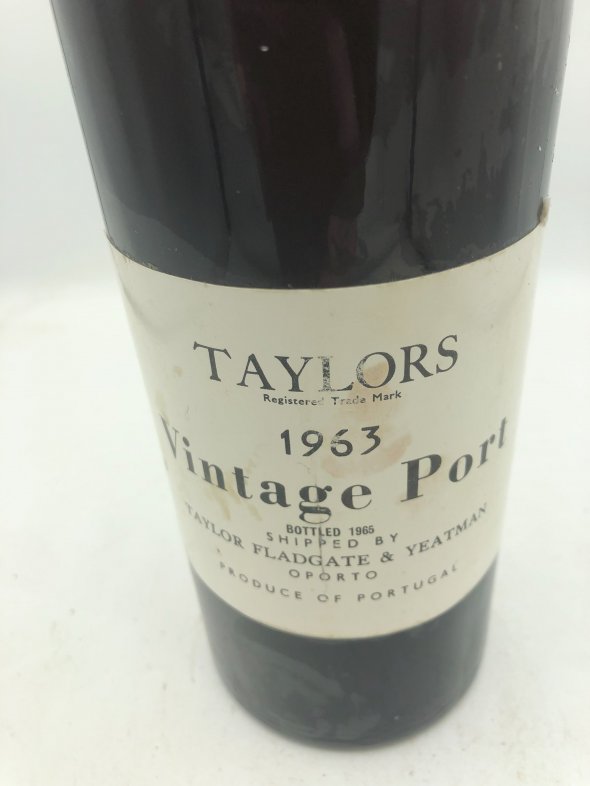 TAYLORS
Registered Trade Mark
1963
Vintage Port
BOTTLED 1965
SHIPPED BY
TAYLOR FLADGATE & YEATMAN
OPORTO
PRODUCE OF PORTUGAL